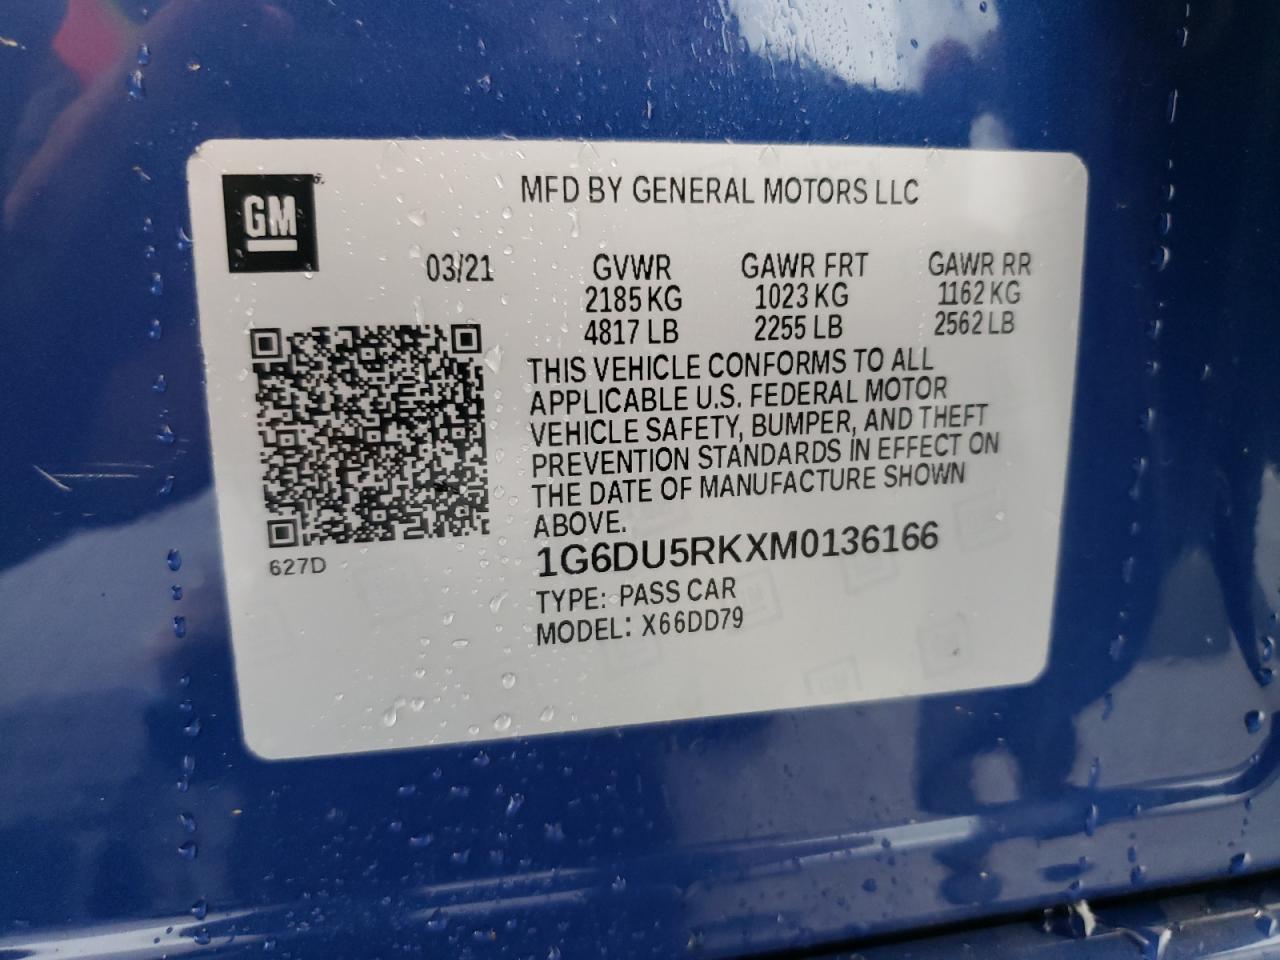 MFD BY GENERAL MOTORS LLC
GM
03/21
GVWR GAWR FRT GAWR RR
2185 KG 1023 KG 1162 KG
4817 LB 2255 LB 2562 LB
THIS VEHICLE CONFORMS TO ALL
APPLICABLE U.S. FEDERAL MOTOR
VEHICLE SAFETY, BUMPER, AND THEFT
PREVENTION STANDARDS IN EFFECT ON
THE DATE OF MANUFACTURE SHOWN
ABOVE.
627D
1G6DU5RKXM0136166
TYPE: PASS CAR
MODEL: X66DD79